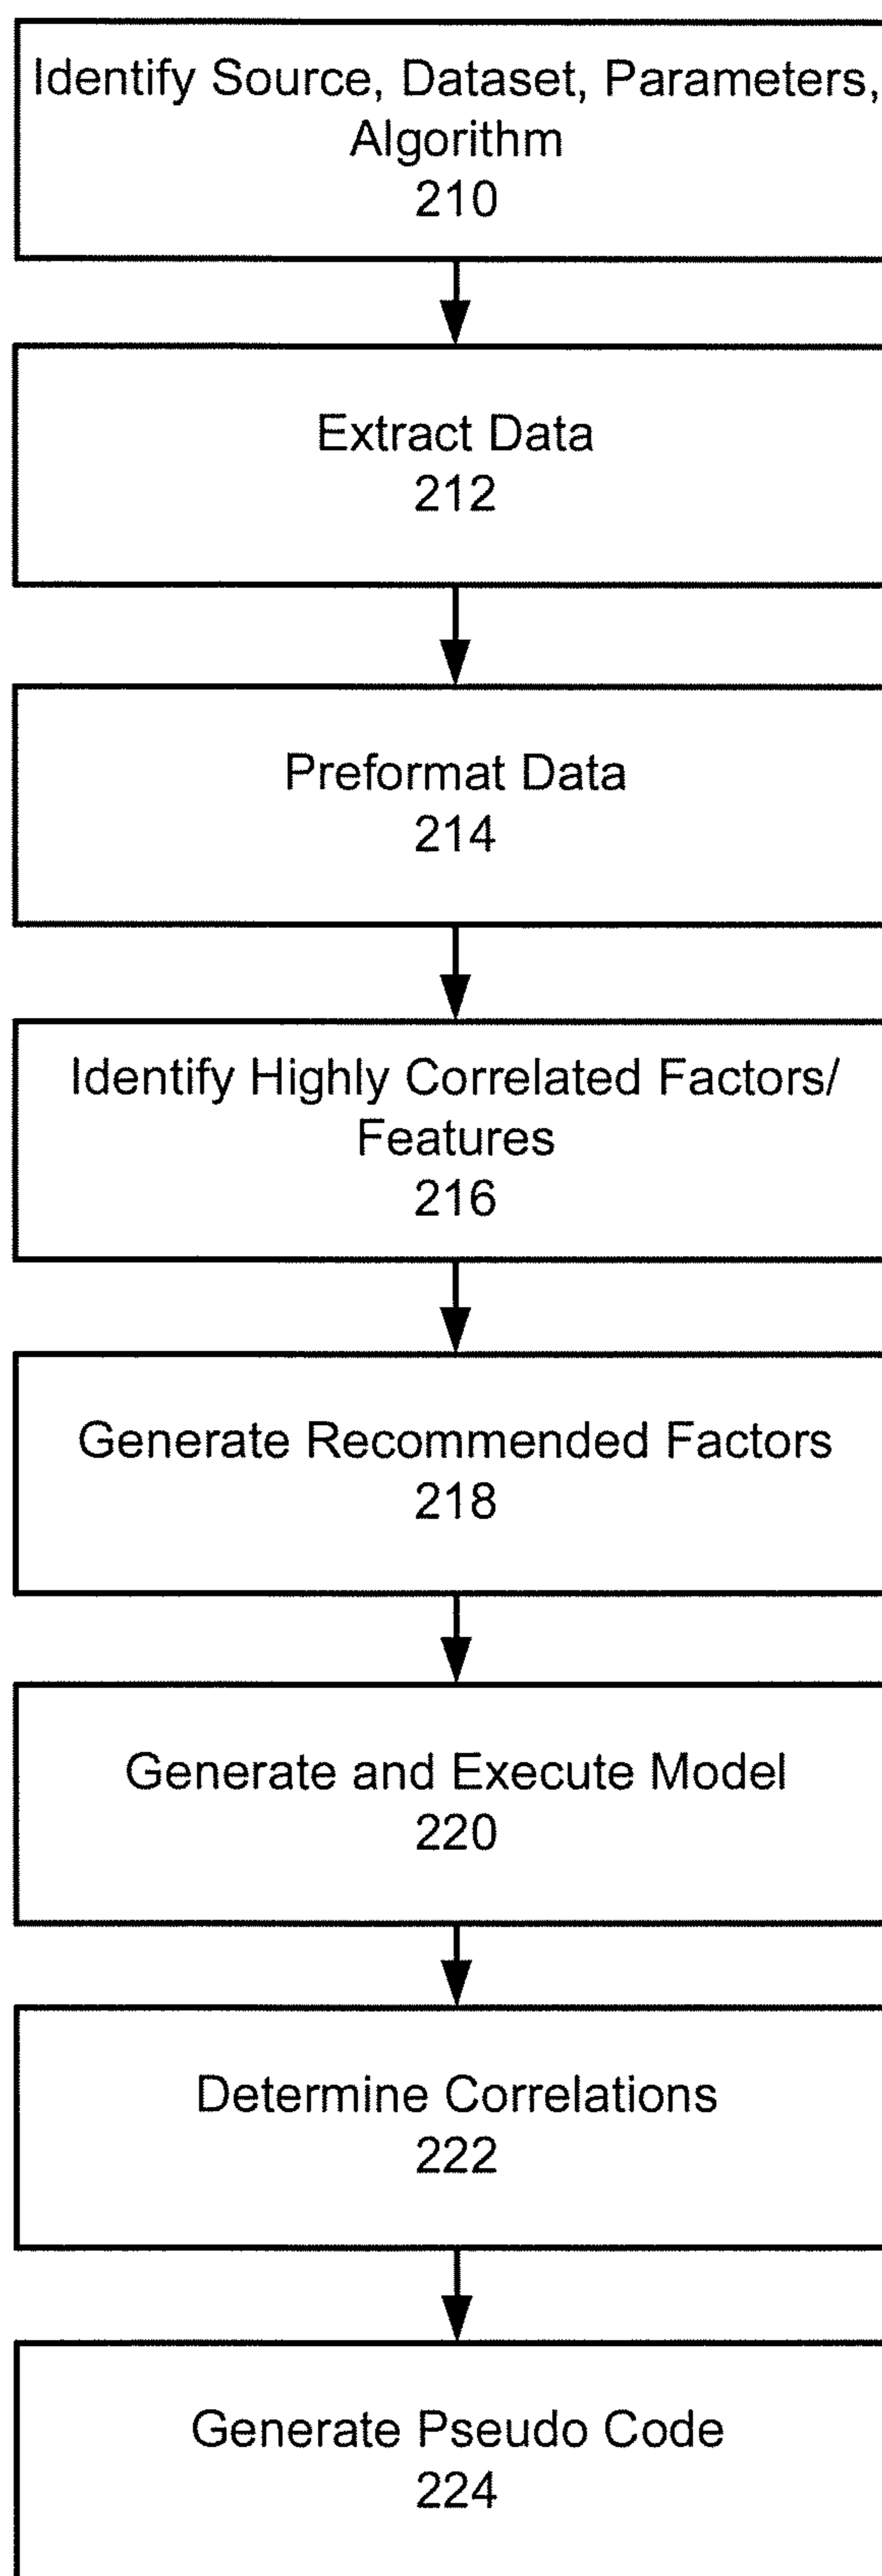 Identify Source, Dataset, Parameters,
Algorithm
210
Extract Data
212
Preformat Data
214
Identify Highly Correlated Factors/
Features
216
Generate Recommended Factors
218
Generate and Execute Model
220
Determine Correlations
222
Generate Pseudo Code
224